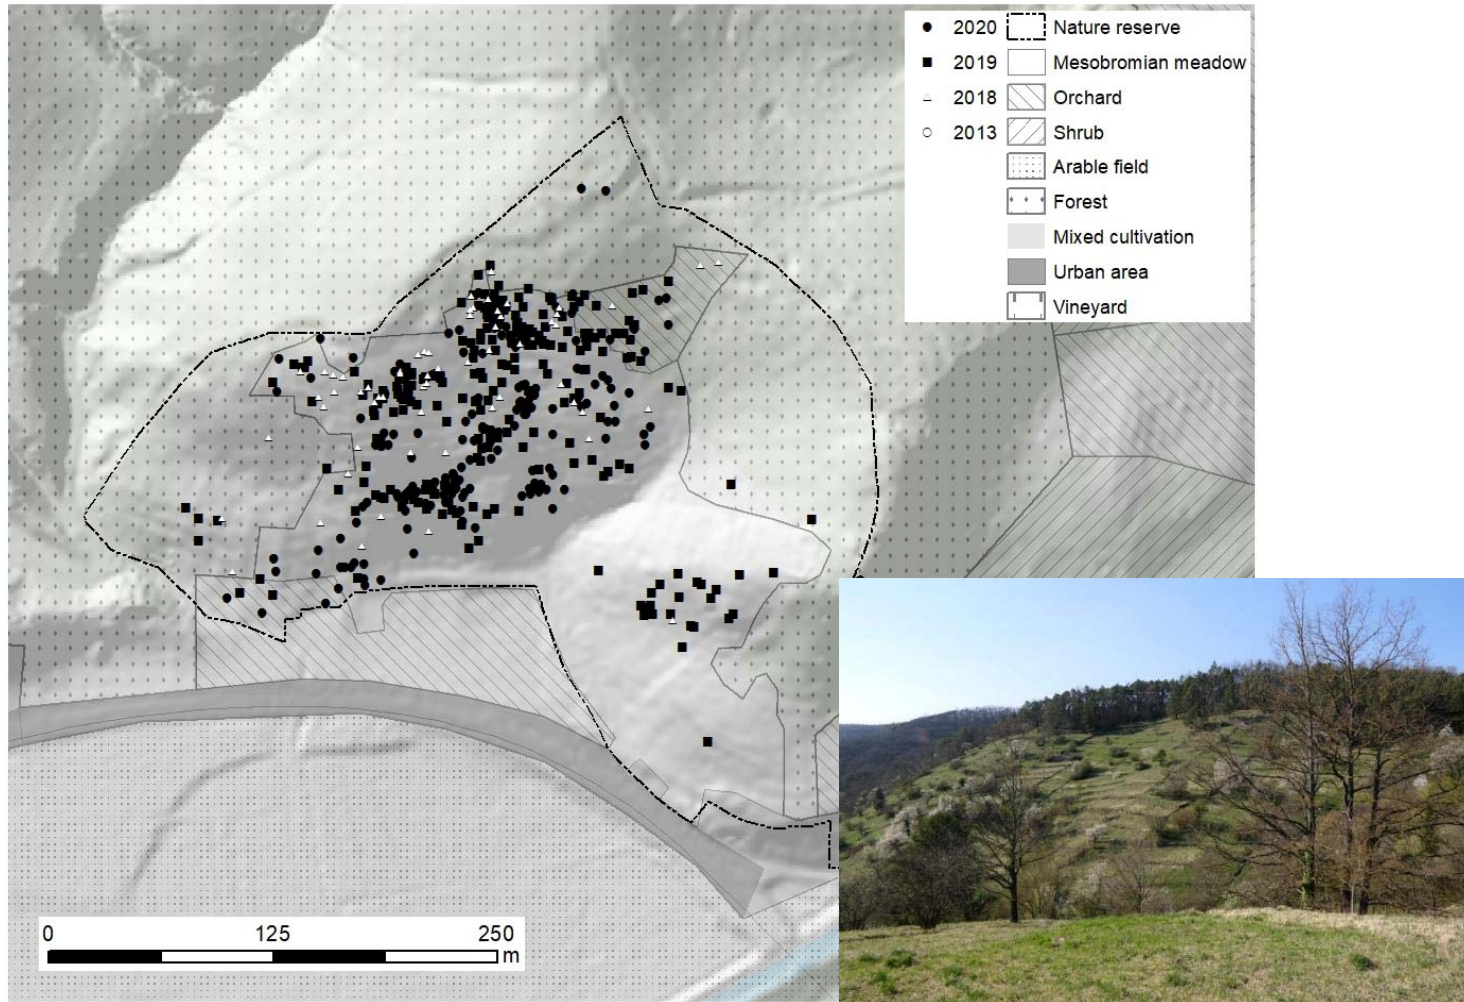 2020 Nature reserve
2019 Mesobromian meadow
2018 Orchard
2013 Shrub
Arable field
Forest
Mixed cultivation
Urban area
Vineyard
0 125 250
m